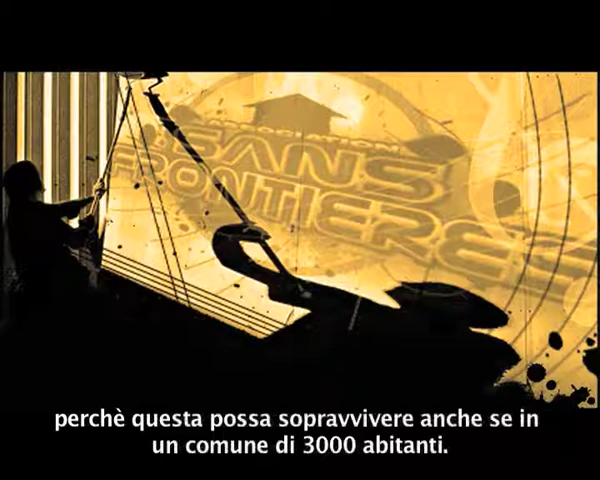 ASSOCIATION
SANS
FRONTIERES
perchè questa possa sopravvivere anche se in
un comune di 3000 abitanti.